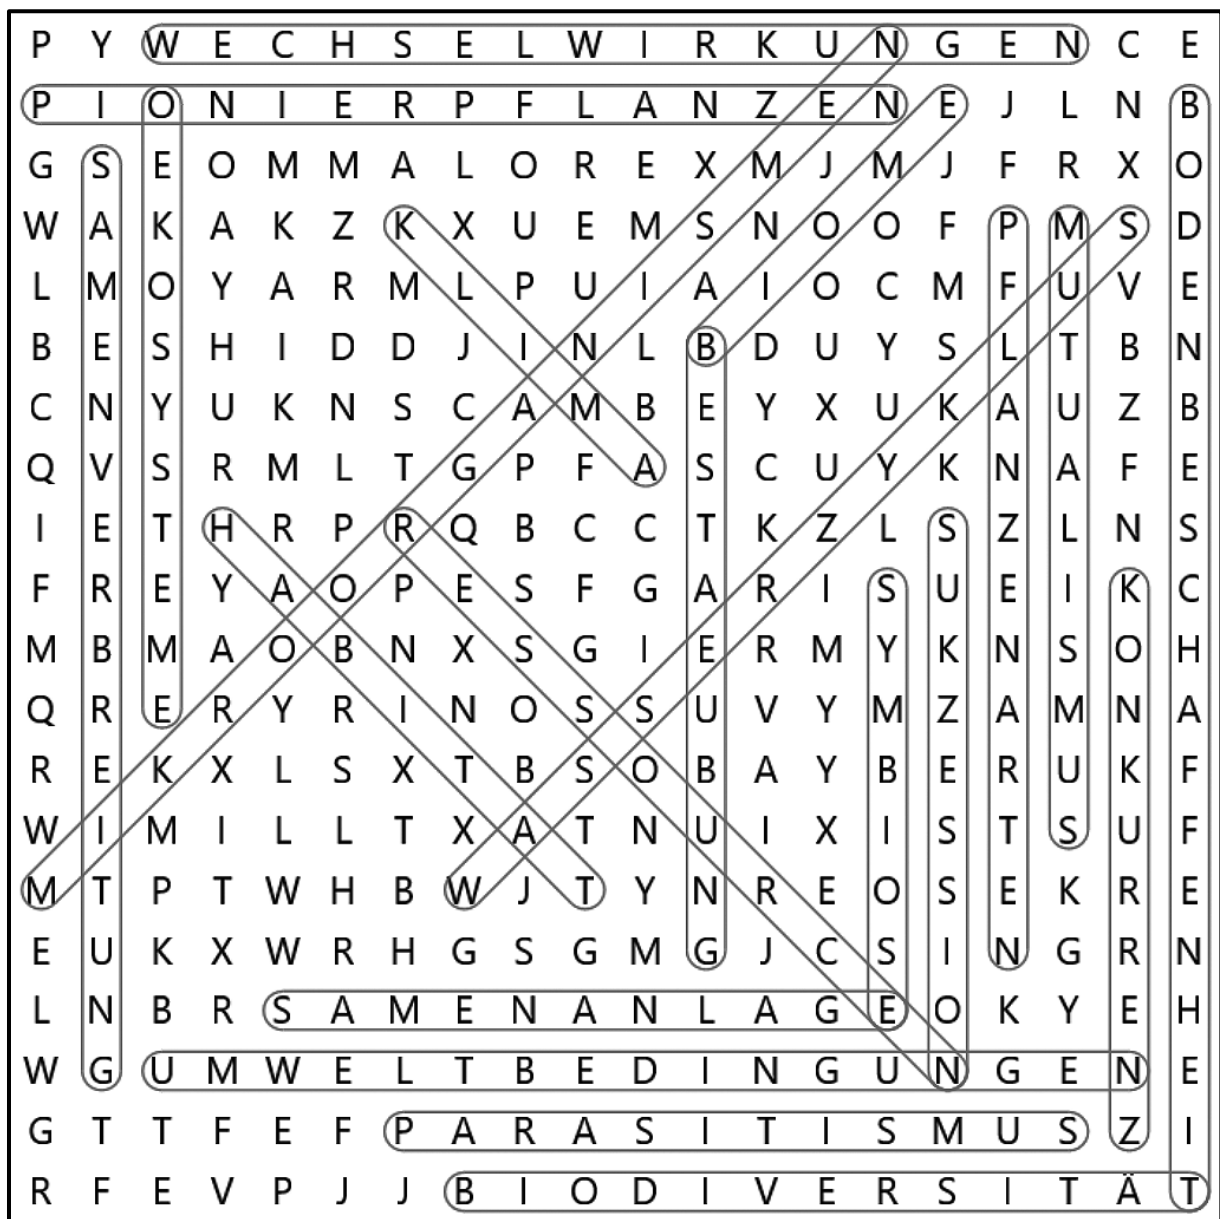 P Y W E C H S E L W I R K U N G E N C E
P I O N I E R P F L A N Z E N E J L N B
G S E O M M A L O R E X M J M J F R X O
W A K A K Z K X U E M S N O O F P M S D
L M O Y A R M L P U I A I O C M F U V E
B E S H I D D J I N L B D U Y S L T B N
C N Y U K N S C A M B E Y X U K A U Z B
Q V S R M L T G P F A S C U Y K N A F E
I E T H R P R Q B C C T K Z L S Z L N S
F R E Y A O P E S F G A R I S U E I K C
M B M A O B N X S G I E R M Y K N S O H
Q R E R Y R I N O S S U V Y M Z A M N A
R E K X L S X T B S O B A Y B E R U K F
W I M I L L T X A T N U I X I S T S U F
M T P T W H B W J T Y N R E O S E K R E
E U K X W R H G S G M G J C S I N G R N
L N B R S A M E N A N L A G E O K Y E H
W G U M W E L T B E D I N G U N G E N E
G T T F E F P A R A S I T I S M U S Z I
R F E V P J J B I O D I V E R S I T Ä T